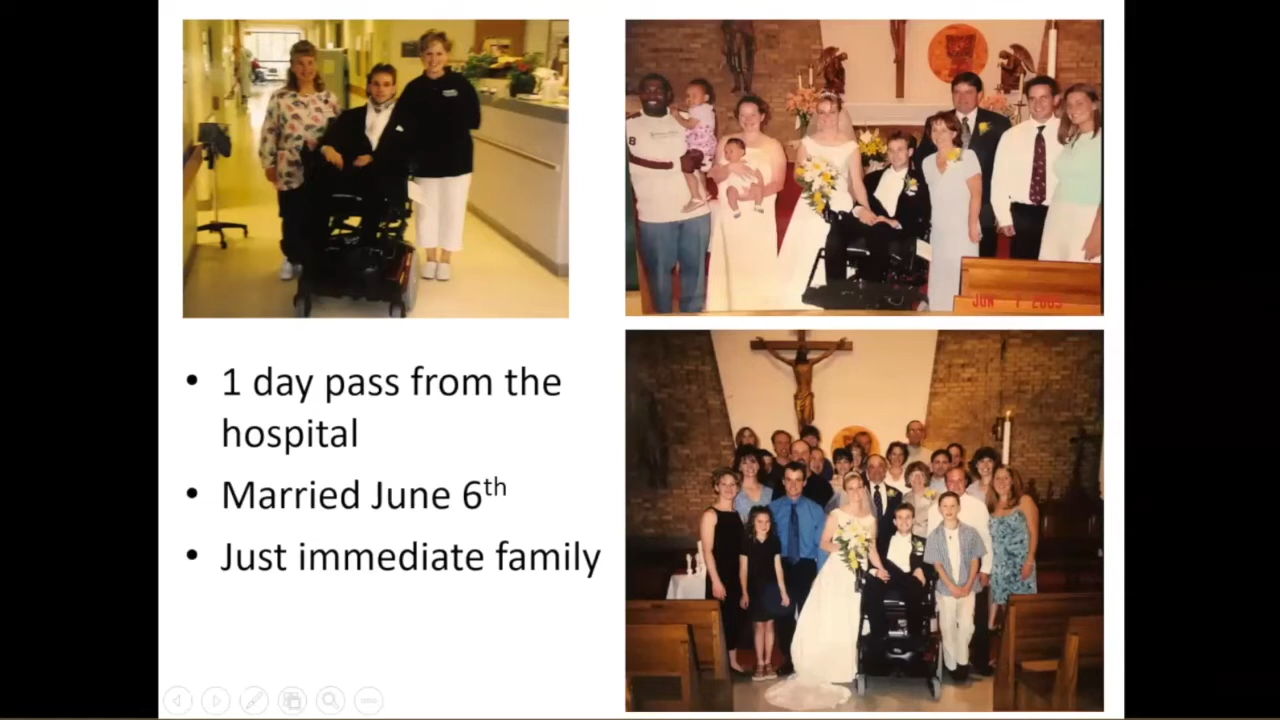 • 1 day pass from the
hospital
• Married June 6th
• Just immediate family